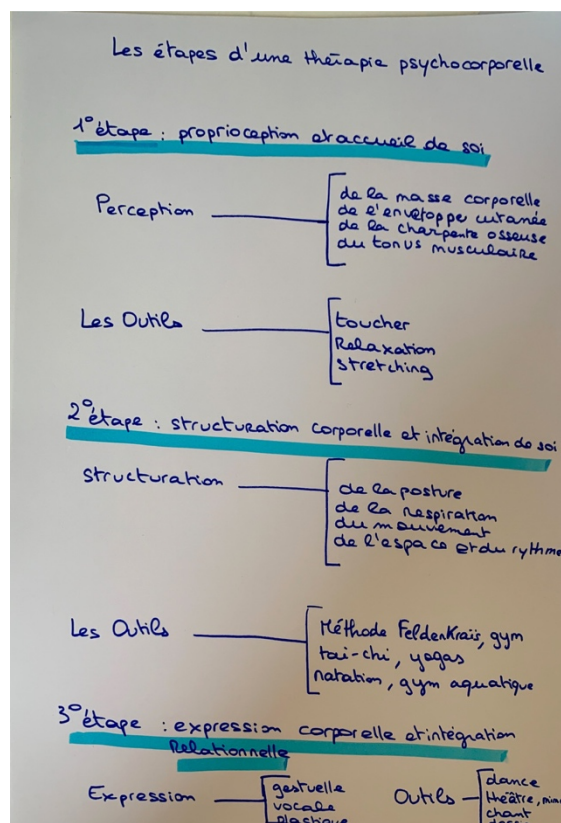 Les étapes d'une thérapie psychocorporelle
1° étape : proprioception et accueil de soi
Perception
de la masse corporelle
de l'enveloppe cutanée
de la charpente osseuse
du tonus musculaire
Les Outils
toucher
Relaxation
stretching
2° étape : structuration corporelle et intégration de soi
structuration
de la posture
de la respiration
du mouvement
de l'espace et du rythme
Les Outils
Méthode Feldenkraïs, gym
tai-chi, yogas
natation, gym aquatique
3° étape : expression corporelle et intégration
Relationnelle
Expression
gestuelle
vocale
plastique
Outils
dance
théâtre,
chant